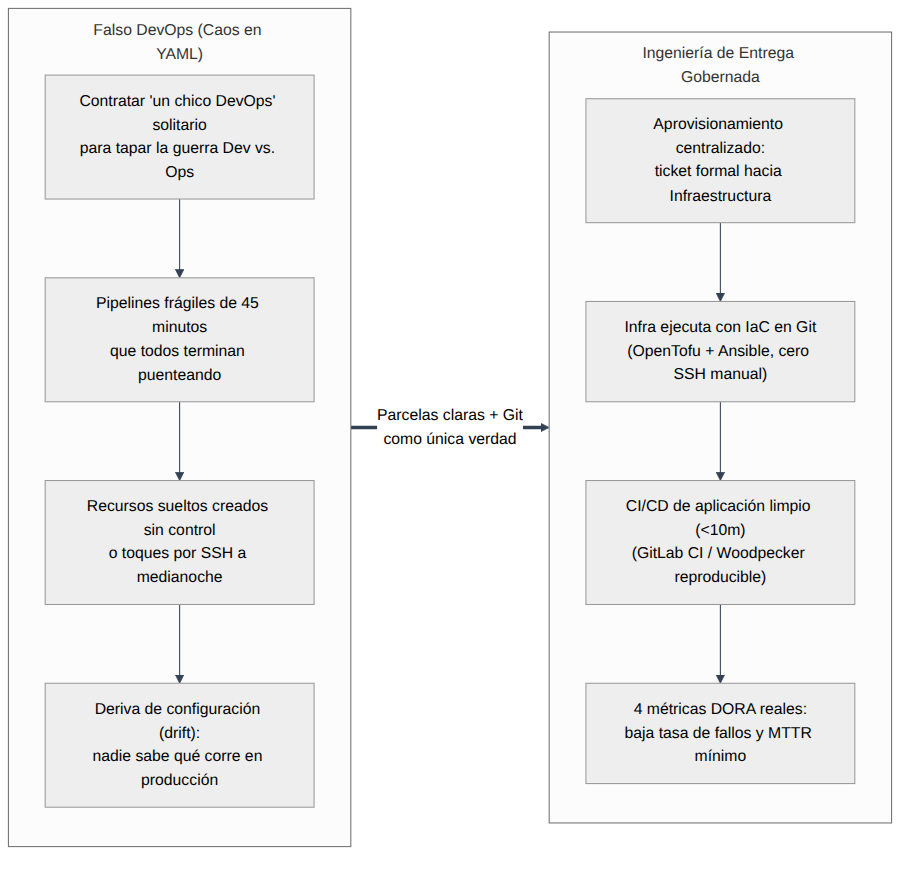 Falso DevOps (Caos en
YAML)
Contratar 'un chico DevOps'
solitario
para tapar la guerra Dev vs.
Ops
Pipelines frágiles de 45
minutos
que todos terminan
puenteando
Recursos sueltos creados
sin control
o toques por SSH a
medianoche
Deriva de configuración
(drift):
nadie sabe qué corre en
producción
Parcelas claras + Git
como única verdad
Ingeniería de Entrega
Gobernada
Aprovisionamiento
centralizado:
ticket formal hacia
Infraestructura
Infra ejecuta con IaC en Git
(OpenTofu + Ansible, cero
SSH manual)
CI/CD de aplicación limpio
(<10m)
(GitLab CI / Woodpecker
reproducible)
4 métricas DORA reales:
baja tasa de fallos y MTTR
mínimo